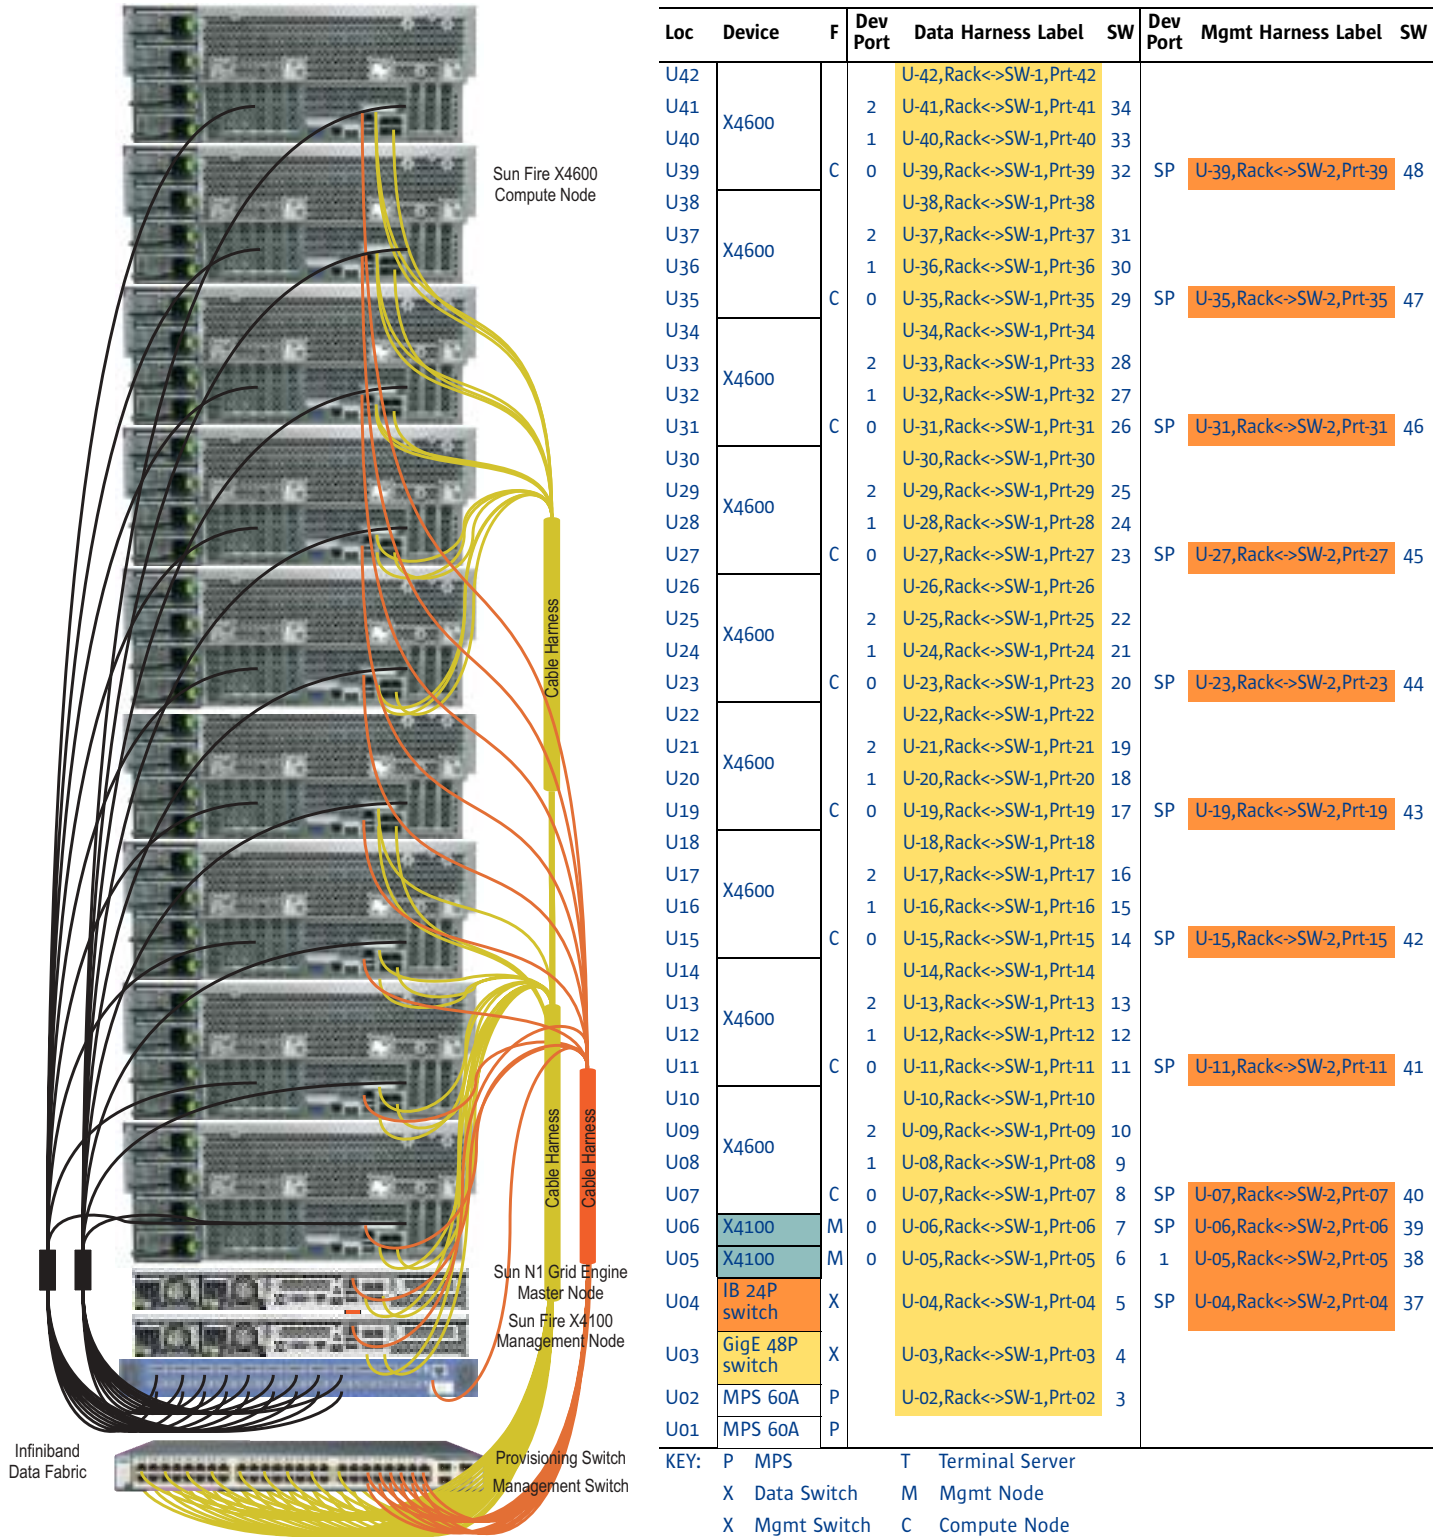 Sun Fire X4600
Compute Node
Cable Harness
Cable Harness
Cable Harness
Sun N1 Grid Engine
Master Node
Sun Fire X4100
Management Node
Infiniband
Data Fabric
Provisioning Switch
Management Switch
Loc Device F Dev Port Data Harness Label SW Dev Port Mgmt Harness Label SW
U42 U-42,Rack<->SW-1,Prt-42
U41 X4600 2 U-41,Rack<->SW-1,Prt-41 34
U40 1 U-40,Rack<->SW-1,Prt-40 33
U39 C 0 U-39,Rack<->SW-1,Prt-39 32 SP U-39,Rack<->SW-2,Prt-39 48
U38 U-38,Rack<->SW-1,Prt-38
U37 X4600 2 U-37,Rack<->SW-1,Prt-37 31
U36 1 U-36,Rack<->SW-1,Prt-36 30
U35 C 0 U-35,Rack<->SW-1,Prt-35 29 SP U-35,Rack<->SW-2,Prt-35 47
U34 U-34,Rack<->SW-1,Prt-34
U33 X4600 2 U-33,Rack<->SW-1,Prt-33 28
U32 1 U-32,Rack<->SW-1,Prt-32 27
U31 C 0 U-31,Rack<->SW-1,Prt-31 26 SP U-31,Rack<->SW-2,Prt-31 46
U30 U-30,Rack<->SW-1,Prt-30
U29 X4600 2 U-29,Rack<->SW-1,Prt-29 25
U28 1 U-28,Rack<->SW-1,Prt-28 24
U27 C 0 U-27,Rack<->SW-1,Prt-27 23 SP U-27,Rack<->SW-2,Prt-27 45
U26 U-26,Rack<->SW-1,Prt-26
U25 X4600 2 U-25,Rack<->SW-1,Prt-25 22
U24 1 U-24,Rack<->SW-1,Prt-24 21
U23 C 0 U-23,Rack<->SW-1,Prt-23 20 SP U-23,Rack<->SW-2,Prt-23 44
U22 U-22,Rack<->SW-1,Prt-22
U21 X4600 2 U-21,Rack<->SW-1,Prt-21 19
U20 1 U-20,Rack<->SW-1,Prt-20 18
U19 C 0 U-19,Rack<->SW-1,Prt-19 17 SP U-19,Rack<->SW-2,Prt-19 43
U18 U-18,Rack<->SW-1,Prt-18
U17 X4600 2 U-17,Rack<->SW-1,Prt-17 16
U16 1 U-16,Rack<->SW-1,Prt-16 15
U15 C 0 U-15,Rack<->SW-1,Prt-15 14 SP U-15,Rack<->SW-2,Prt-15 42
U14 U-14,Rack<->SW-1,Prt-14
U13 X4600 2 U-13,Rack<->SW-1,Prt-13 13
U12 1 U-12,Rack<->SW-1,Prt-12 12
U11 C 0 U-11,Rack<->SW-1,Prt-11 11 SP U-11,Rack<->SW-2,Prt-11 41
U10 U-10,Rack<->SW-1,Prt-10
U09 X4600 2 U-09,Rack<->SW-1,Prt-09 10
U08 1 U-08,Rack<->SW-1,Prt-08 9
U07 C 0 U-07,Rack<->SW-1,Prt-07 8 SP U-07,Rack<->SW-2,Prt-07 40
U06 X4100 M 0 U-06,Rack<->SW-1,Prt-06 7 SP U-06,Rack<->SW-2,Prt-06 39
U05 X4100 M 0 U-05,Rack<->SW-1,Prt-05 6 1 U-05,Rack<->SW-2,Prt-05 38
U04 IB 24P switch X U-04,Rack<->SW-1,Prt-04 5 SP U-04,Rack<->SW-2,Prt-04 37
U03 GigE 48P switch X U-03,Rack<->SW-1,Prt-03 4
U02 MPS 60A P U-02,Rack<->SW-1,Prt-02 3
U01 MPS 60A P
KEY: P MPS T Terminal Server
X Data Switch M Mgmt Node
X Mgmt Switch C Compute Node